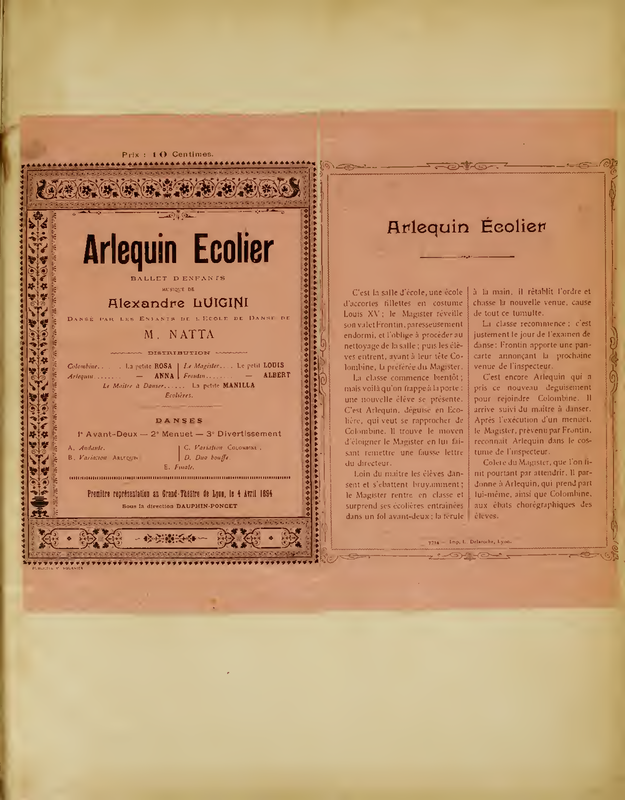 Prix : 10 Centimes.
Arlequin Ecolier
BALLET D'ENFANTS
MUSIQUE DE
Alexandre LUIGINI
DANSÉ PAR LES ENFANTS DE L'ECOLE DE DANSE DE
M. NATTA
DISTRIBUTION
Colombine. . . . La petite ROSA | Le Magister. . . Le petit LOUIS
Arlequin . . . . . . — ANNA | Frontin. . . . . . . — ALBERT
Le Maître à Danser. . . . . La petite MANILLA
Écolières.
DANSES
1º Avant-Deux — 2º Menuet — 3º Divertissement
A. Andante.
B. Variation
C. Variation
D. Duo bouffe
E. Finale.
Première représentation au Grand-Théâtre de Lyon, le 4 Avril 1894
Sous la direction DAUPHIN-PONCET
Arlequin Écolier
C'est la salle d'école, une école
d'accortes fillettes en costume
Louis XV ; le Magister réveille
son valet Frontin, paresseusement
endormi, et l'oblige à procéder au
nettoyage de la salle ; puis les élè-
ves entrent, ayant à leur tête Co-
lombine, la préférée du Magister.
La classe commence bientôt ;
mais voilà qu'on frappe à la porte :
une nouvelle élève se présente.
C'est Arlequin, déguisé en Eco-
lière, qui veut se rapprocher de
Colombine. Il trouve le moyen
d'éloigner le Magister en lui fai-
sant remettre une fausse lettre
du directeur.
Loin du maître les élèves dan-
sent et s'ébattent bruyamment ;
le Magister rentre en classe et
surprend ses écolières entraînées
dans un fol avant-deux ; la férule
à la main, il rétablit l'ordre et
chasse la nouvelle venue, cause
de tout ce tumulte.
La classe recommence ; c'est
justement le jour de l'examen de
danse : Frontin apporte une pan-
carte annonçant la prochaine
venue de l'inspecteur.
C'est encore Arlequin qui a
pris ce nouveau déguisement
pour rejoindre Colombine. Il
arrive suivi du maître à danser.
Après l'exécution d'un menuet,
le Magister, prévenu par Frontin,
reconnaît Arlequin dans le cos-
tume de l'inspecteur.
Colère du Magister, que l'on fi-
nit pourtant par attendrir. Il par-
donne à Arlequin, qui prend part
lui-même, ainsi que Colombine,
aux ébats chorégraphiques des
élèves.
Imp. L. Delaroche, Lyon.